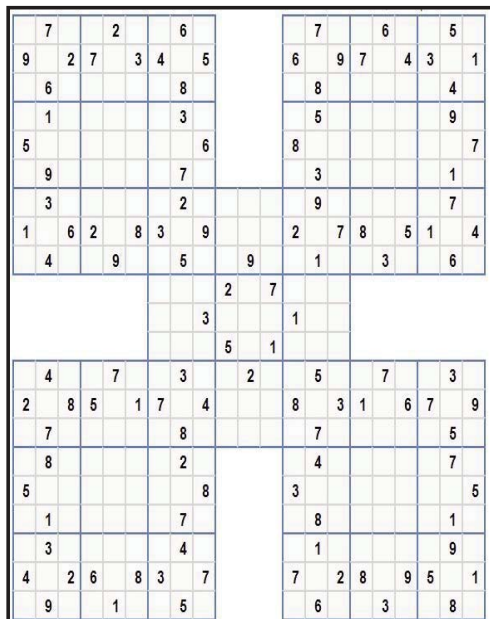 7 2 6 7 6 5
9 2 7 3 4 5 6 9 7 4 3 1
6 8 8 4
1 3 5 9
5 6 8 7
9 7 3 1
3 2 9 7
1 6 2 8 3 9 2 7 8 5 1 4
4 9 5 9 1 3 6
2 7
3 1
5 1
4 7 3 2 5 7 3
2 8 5 1 7 4 8 3 1 6 7 9
7 8 7 5
8 2 4 7
5 8 3 5
1 7 8 1
3 4 1 9
4 2 6 8 3 7 7 2 8 9 5 1
9 1 5 6 3 8